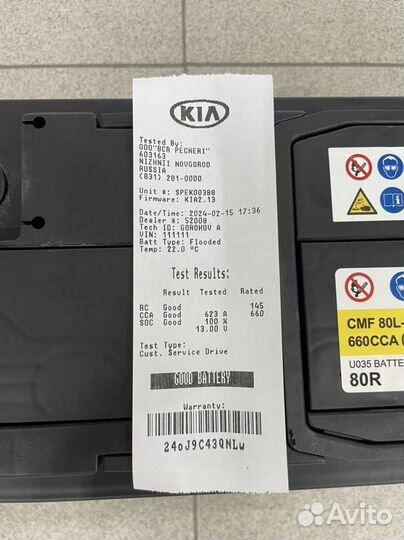 KIA
Tested By:
OOO"BCR PECHERI"
603163
NIZHNII NOVGOROD
RUSSIA
(831) 281-0000
Unit #: SPEK00388
Firmware: KIA2.13
Date/Time: 2024-02-15 17:36
Dealer #: 52008
Tech ID: GOROHOV A
VIN: 111111
Batt Type: Flooded
Temp: 22.0 °C
Test Results:
Result Tested Rated
RC Good 145
CCA Good 623 A 660
SOC Good 100 %
13.00 V
Test Type:
Cust. Service Drive
GOOD BATTERY
Warranty:
24oJ9C43QNLw
CMF 80L-
660CCA (
U035 BATTE
80R
Avito